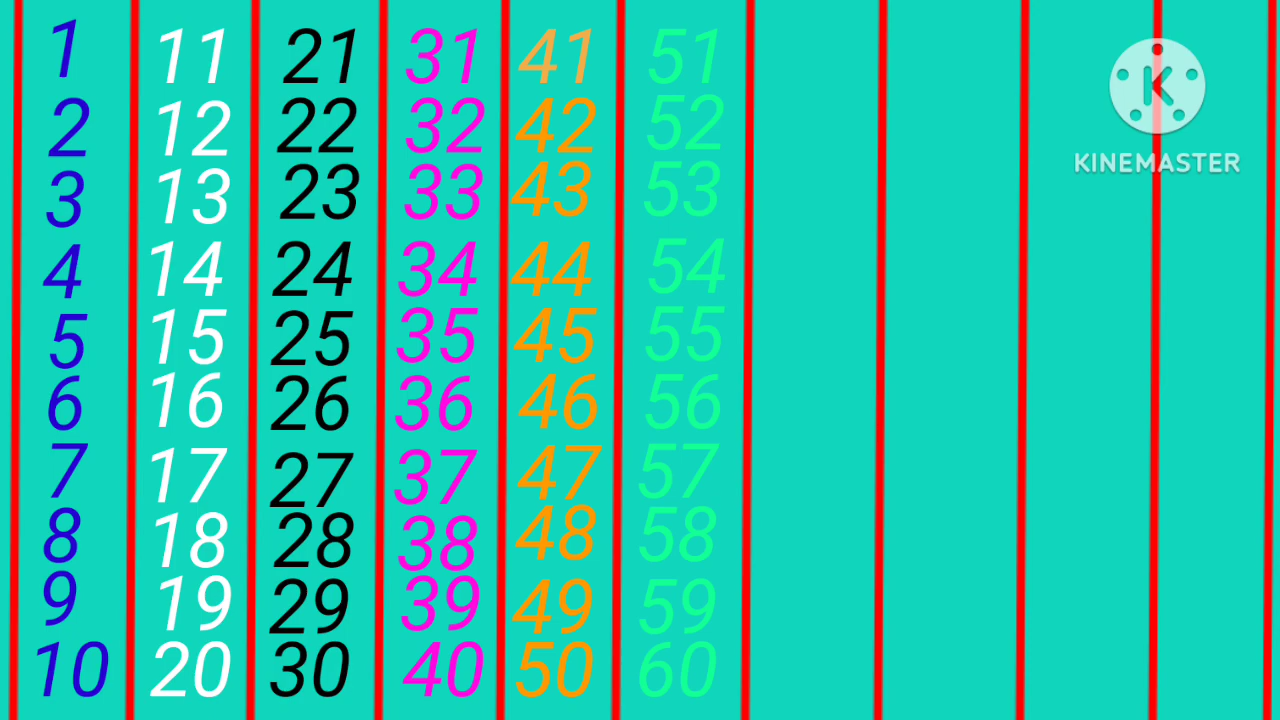 1 11 21 31 41 51
2 12 22 32 42 52
3 13 23 33 43 53
4 14 24 34 44 54
5 15 25 35 45 55
6 16 26 36 46 56
7 17 27 37 47 57
8 18 28 38 48 58
9 19 29 39 49 59
10 20 30 40 50 60
K
KINEMASTER